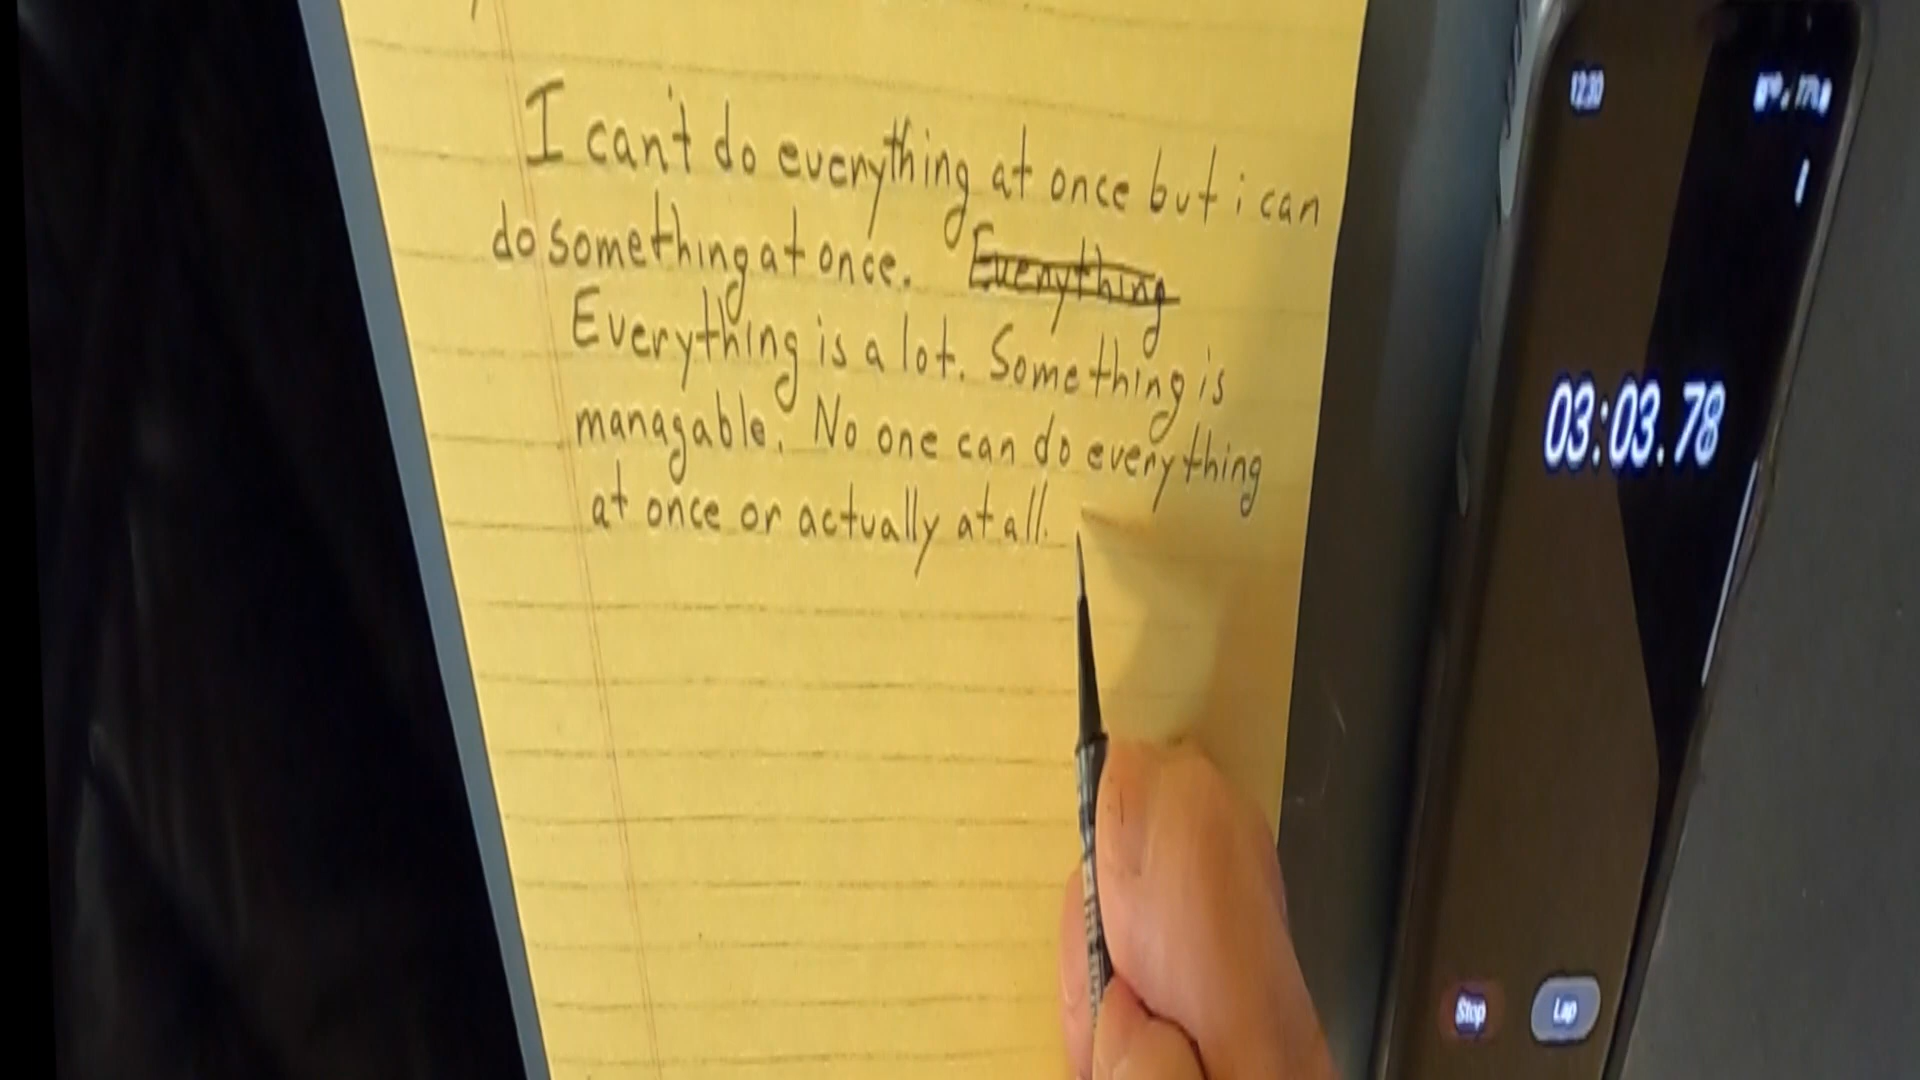 I can't do everything at once but i can
do something at once. Everything
Everything is a lot. Something is
managable. No one can do everything
at once or actually at all.
12:30
77%
03:03.78
Stop
Lap